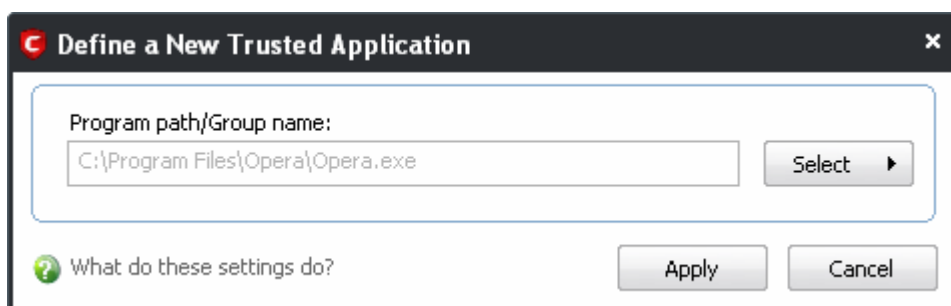 Define a New Trusted Application
Program path/Group name:
C:\Program Files\Opera\Opera.exe
Select
What do these settings do?
Apply
Cancel